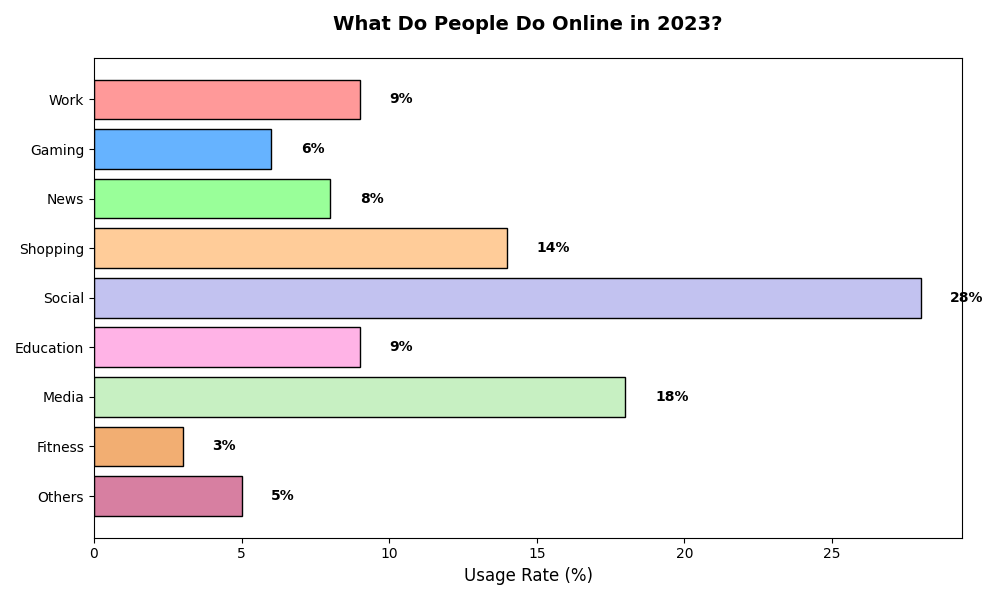 What Do People Do Online in 2023?
Work 9%
Gaming 6%
News 8%
Shopping 14%
Social 28%
Education 9%
Media 18%
Fitness 3%
Others 5%
0 5 10 15 20 25
Usage Rate (%)